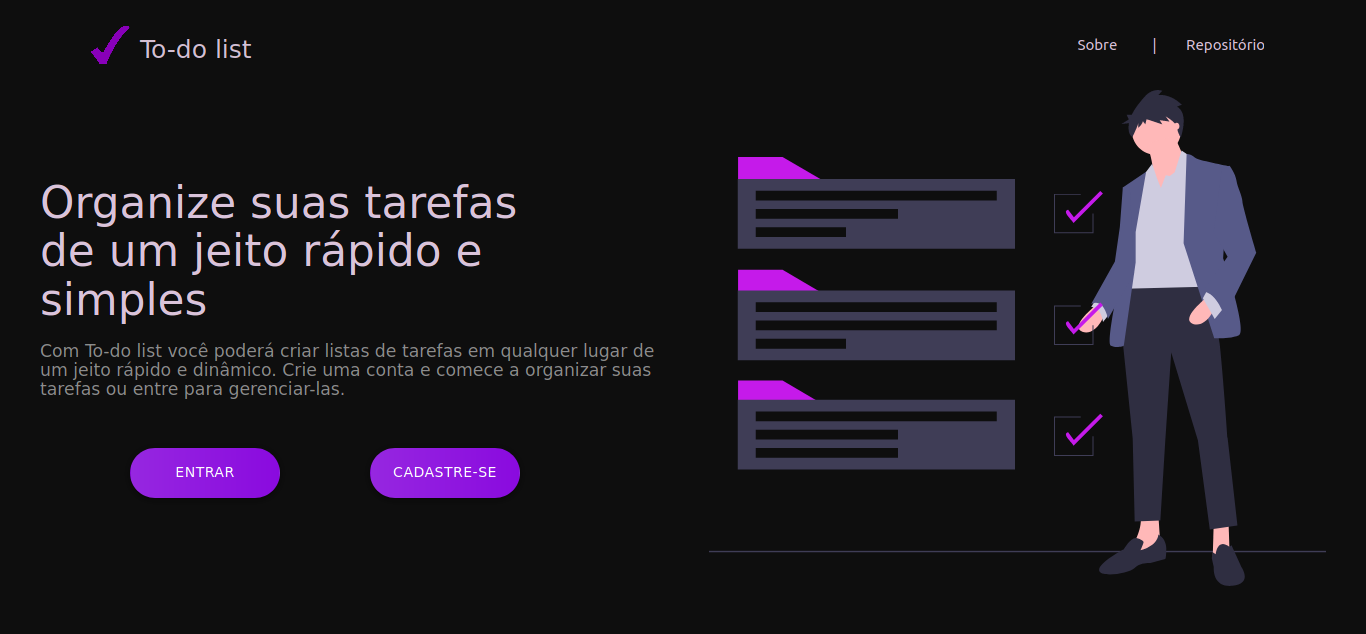 To-do list
Sobre | Repositório
Organize suas tarefas
de um jeito rápido e
simples
Com To-do list você poderá criar listas de tarefas em qualquer lugar de
um jeito rápido e dinâmico. Crie uma conta e comece a organizar suas
tarefas ou entre para gerenciar-las.
ENTRAR
CADASTRE-SE